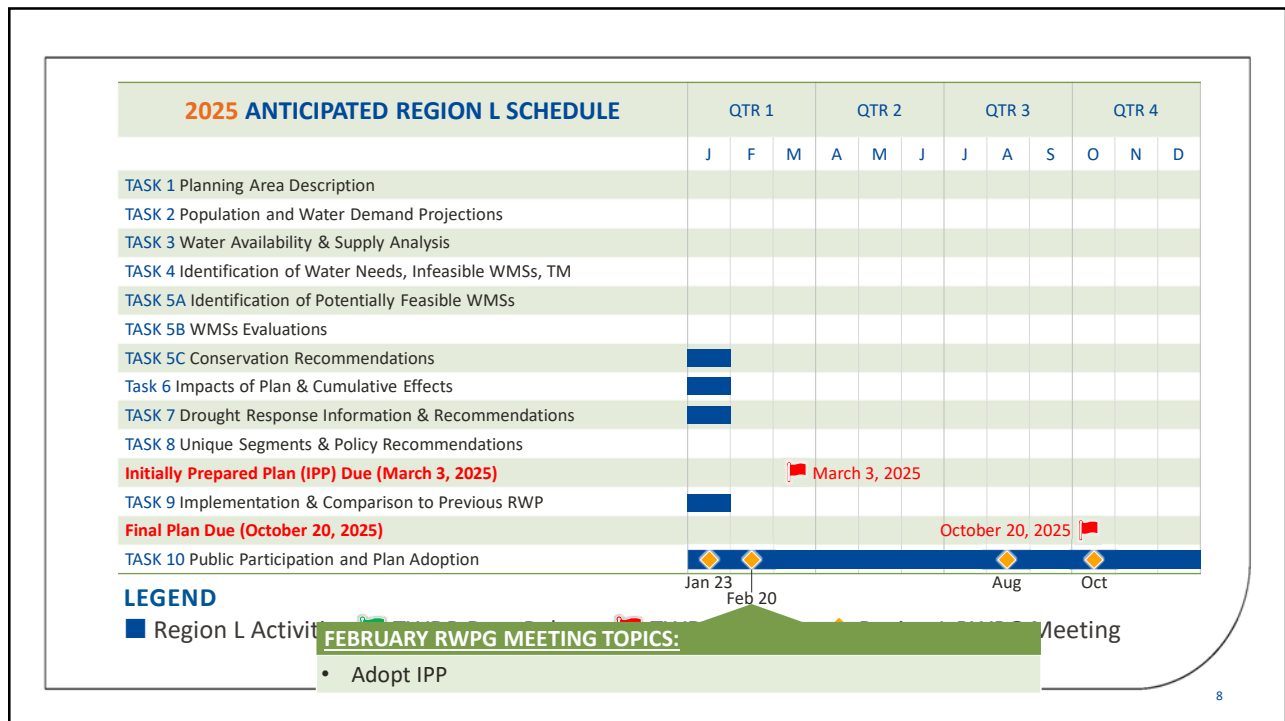 2025 ANTICIPATED REGION L SCHEDULE
QTR 1 QTR 2 QTR 3 QTR 4
J F M A M J J A S O N D
TASK 1 Planning Area Description
TASK 2 Population and Water Demand Projections
TASK 3 Water Availability & Supply Analysis
TASK 4 Identification of Water Needs, Infeasible WMSs, TM
TASK 5A Identification of Potentially Feasible WMSs
TASK 5B WMSs Evaluations
TASK 5C Conservation Recommendations
Task 6 Impacts of Plan & Cumulative Effects
TASK 7 Drought Response Information & Recommendations
TASK 8 Unique Segments & Policy Recommendations
Initially Prepared Plan (IPP) Due (March 3, 2025) March 3, 2025
TASK 9 Implementation & Comparison to Previous RWP
Final Plan Due (October 20, 2025) October 20, 2025
TASK 10 Public Participation and Plan Adoption
Jan 23 Aug Oct
Feb 20
LEGEND
Region L Meeting
FEBRUARY RWPG MEETING TOPICS:
• Adopt IPP
8